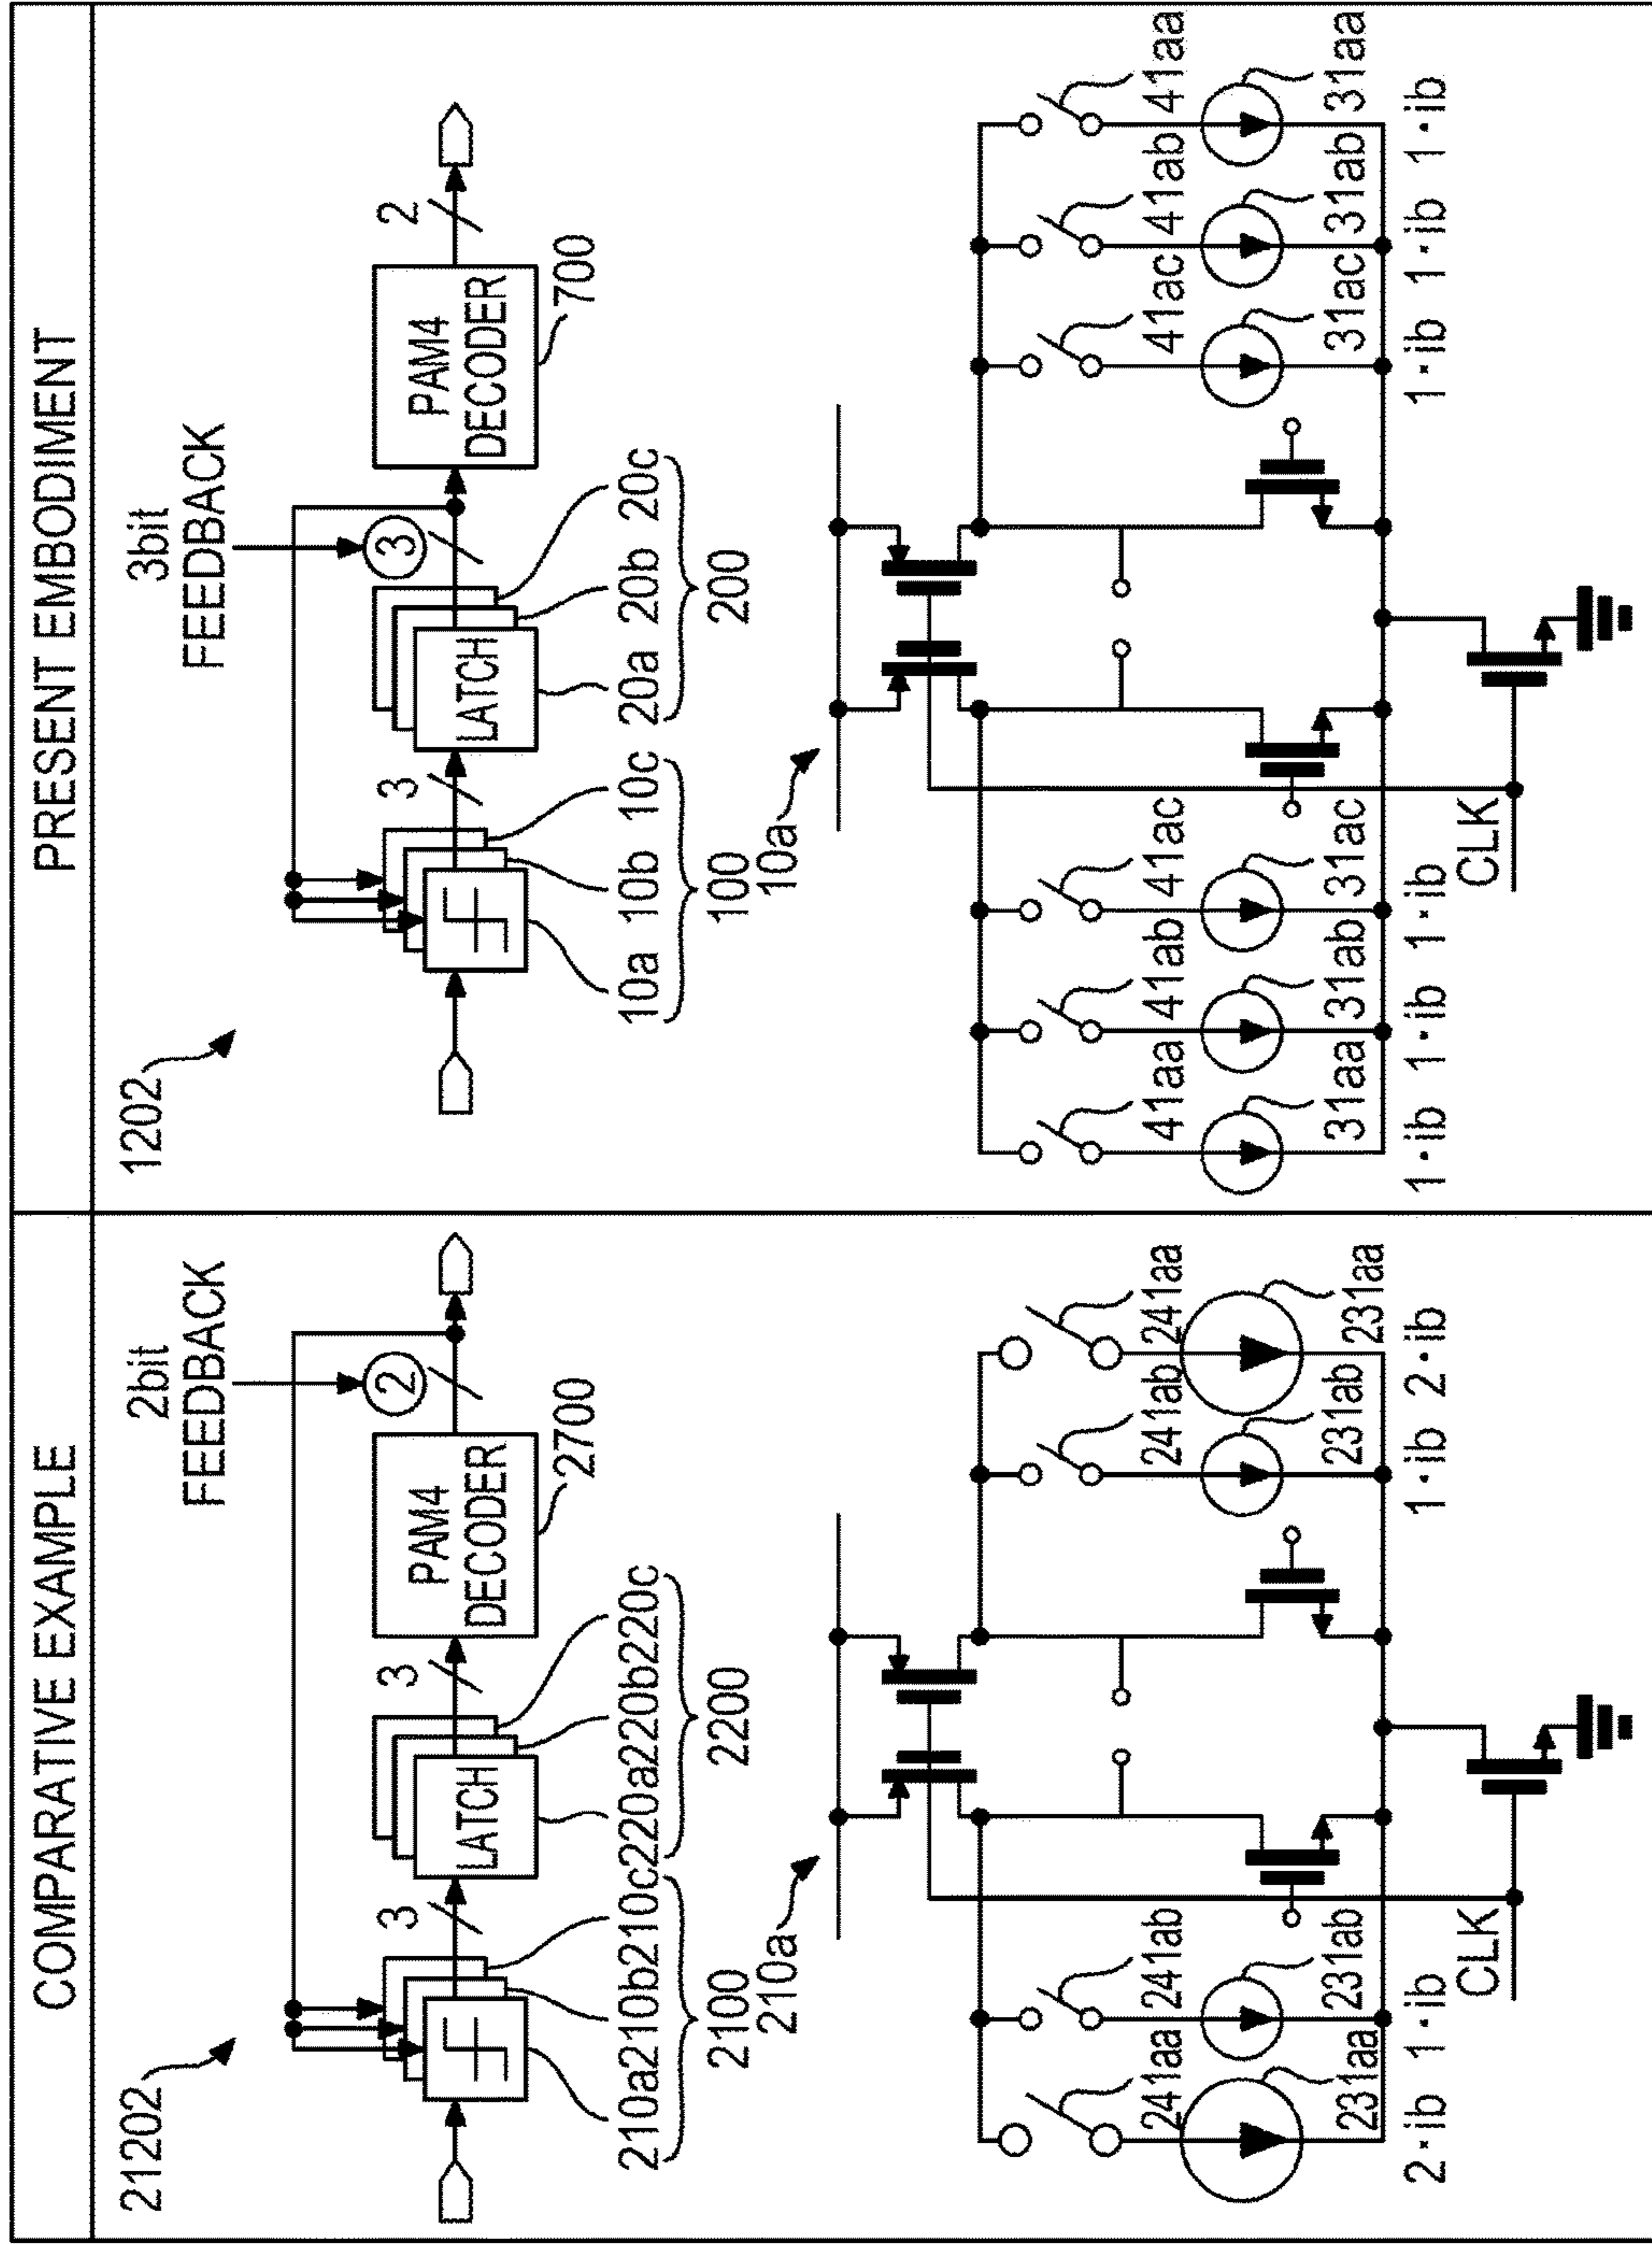 COMPARATIVE EXAMPLE
21202
2bit
FEEDBACK
3
3
2
LATCH
PAM4
DECODER
2700
210a210b210c220a220b220c
2100
2200
210a
241aa
241ab
241ab
241aa
231aa
231ab
231ab
231aa
2·ib
1·ib
1·ib
2·ib
CLK
PRESENT EMBODIMENT
1202
3bit
FEEDBACK
3
3
2
LATCH
PAM4
DECODER
700
10a 10b 10c 20a 20b 20c
100
200
10a
41aa 41ab 41ac 41ac 41ab 41aa
31aa 31ab 31ac 31ac 31ab 31aa
1·ib 1·ib 1·ib 1·ib 1·ib 1·ib
CLK